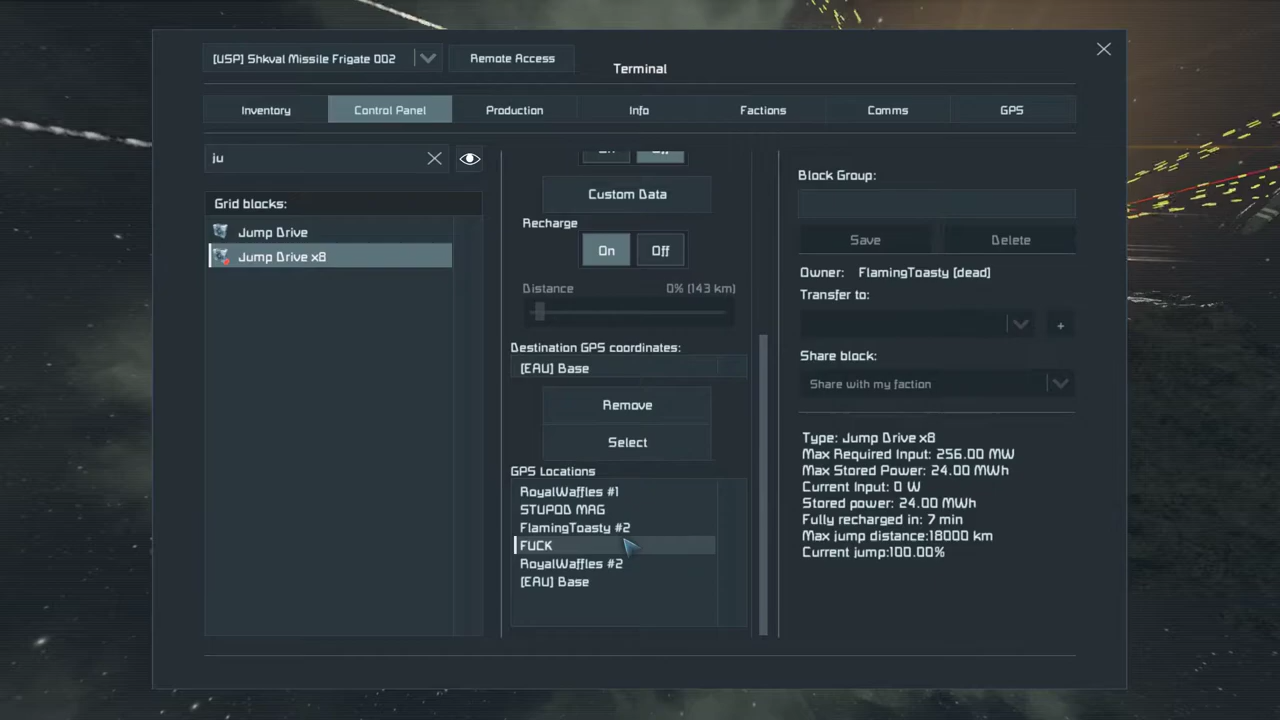 [USP] Shkval Missile Frigate 002
Remote Access
Terminal
Inventory
Control Panel
Production
Info
Factions
Comms
GPS
ju
Grid blocks:
Jump Drive
Jump Drive x8
On
Off
Custom Data
Recharge
On
Off
Distance
0% (143 km)
Destination GPS coordinates:
[EAU] Base
Remove
Select
GPS Locations
RoyalWaffles #1
STUPOD MAG
FlamingToasty #2
FUCK
RoyalWaffles #2
[EAU] Base
Block Group:
Save
Delete
Owner: FlamingToasty [dead]
Transfer to:
+
Share block:
Share with my faction
Type: Jump Drive x8
Max Required Input: 256.00 MW
Max Stored Power: 24.00 MWh
Current Input: 0 W
Stored power: 24.00 MWh
Fully recharged in: 7 min
Max jump distance:18000 km
Current jump:100.00%